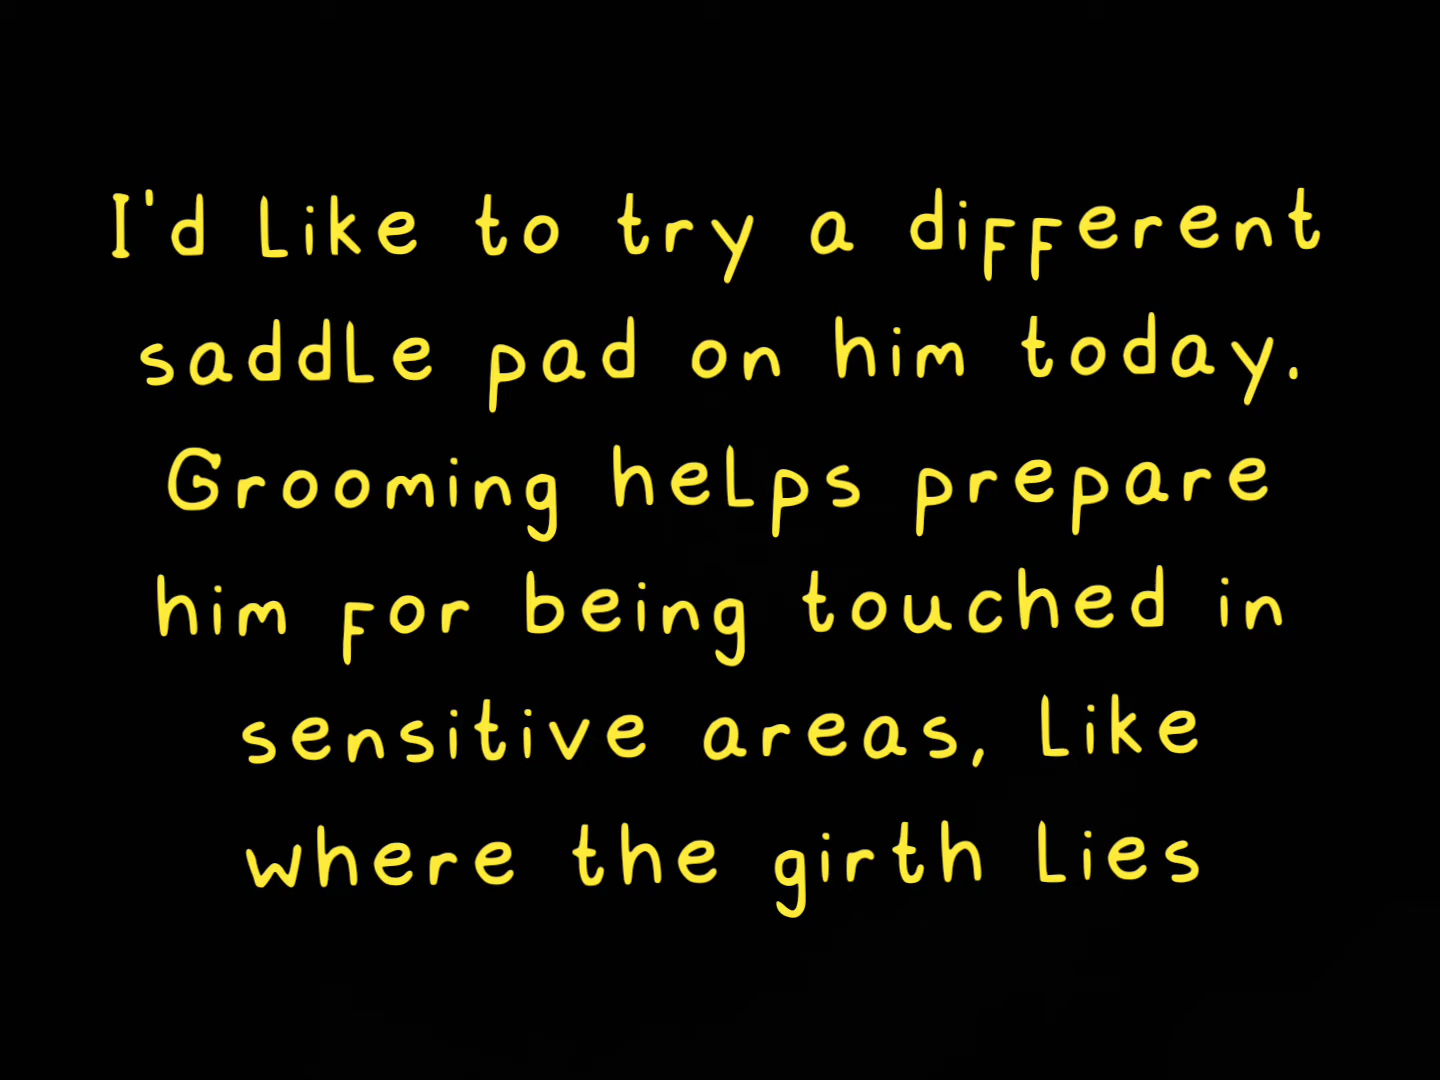 I'd like to try a different
saddle pad on him today.
Grooming helps prepare
him for being touched in
sensitive areas, like
where the girth lies